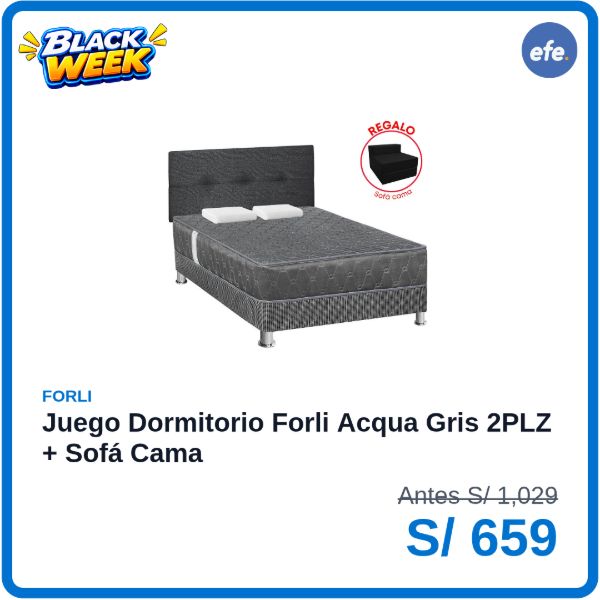 BLACK
WEEK
efe.
REGALO
Sofá cama
FORLI
Juego Dormitorio Forli Acqua Gris 2PLZ
+ Sofá Cama
Antes S/ 1,029
S/ 659